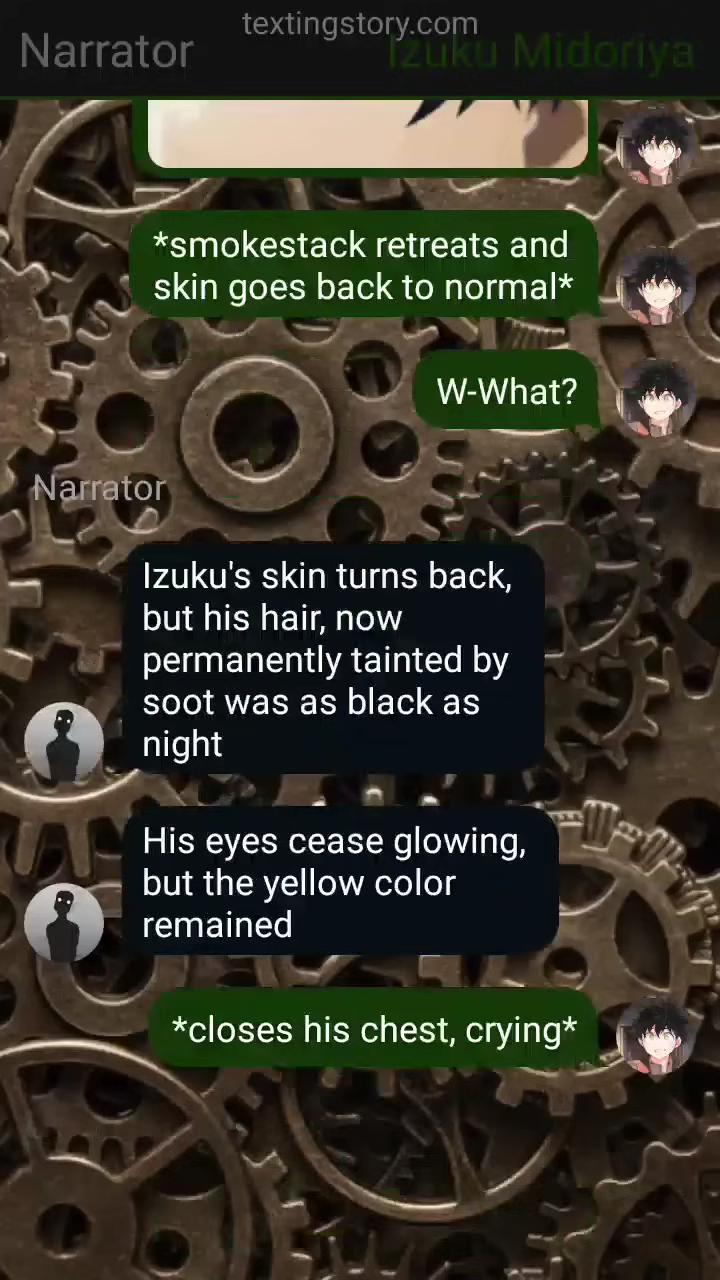 textingstory.com
Narrator
Izuku Midoriya
*smokestack retreats and
skin goes back to normal*
W-What?
Narrator
Izuku's skin turns back,
but his hair, now
permanently tainted by
soot was as black as
night
His eyes cease glowing,
but the yellow color
remained
*closes his chest, crying*